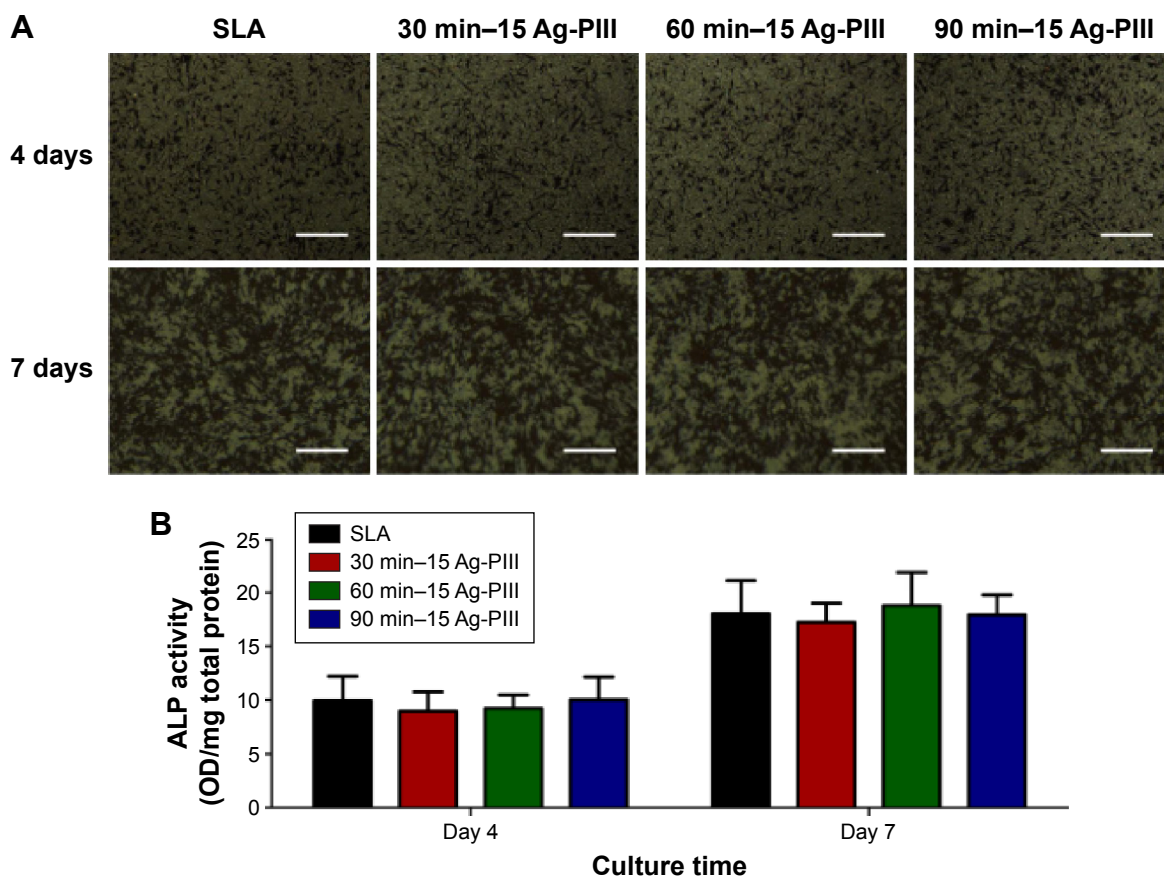 A
SLA
30 min–15 Ag-PIII
60 min–15 Ag-PIII
90 min–15 Ag-PIII
4 days
7 days
B
SLA
30 min–15 Ag-PIII
60 min–15 Ag-PIII
90 min–15 Ag-PIII
ALP activity
(OD/mg total protein)
25
20
15
10
5
0
Day 4
Day 7
Culture time